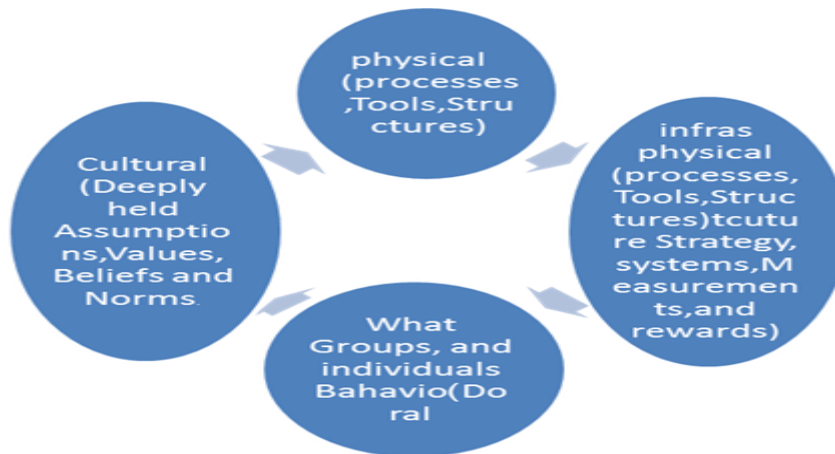 physical
(processes
,Tools,Stru
ctures)
infras
physical
(processes,
Tools,Struc
tures)tcutu
re Strategy,
systems,M
easuremen
ts,and
rewards)
What
Groups, and
individuals
Bahavio(Do
ral
Cultural
(Deeply
held
Assumptio
ns,Values,
Beliefs and
Norms.